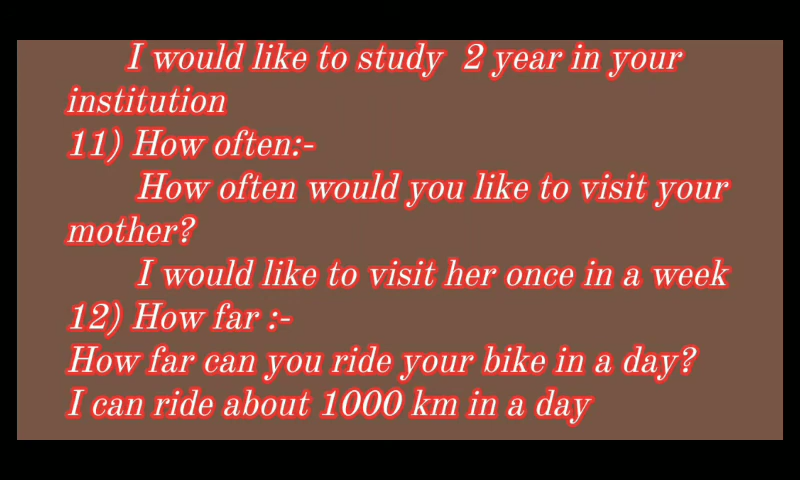 I would like to study 2 year in your
institution
11) How often:-
How often would you like to visit your
mother?
I would like to visit her once in a week
12) How far :-
How far can you ride your bike in a day?
I can ride about 1000 km in a day